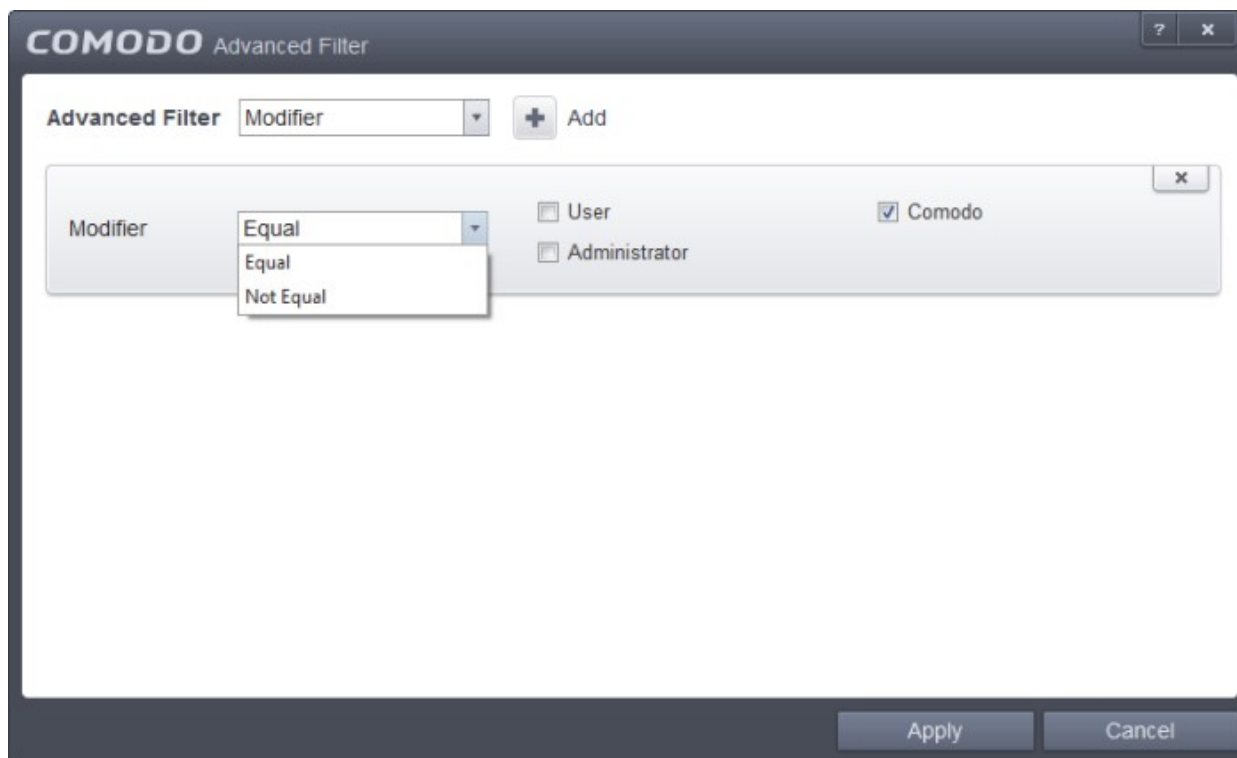 COMODO Advanced Filter ? x
Advanced Filter Modifier + Add
x
Modifier Equal User Comodo
Administrator
Equal
Not Equal
Apply Cancel